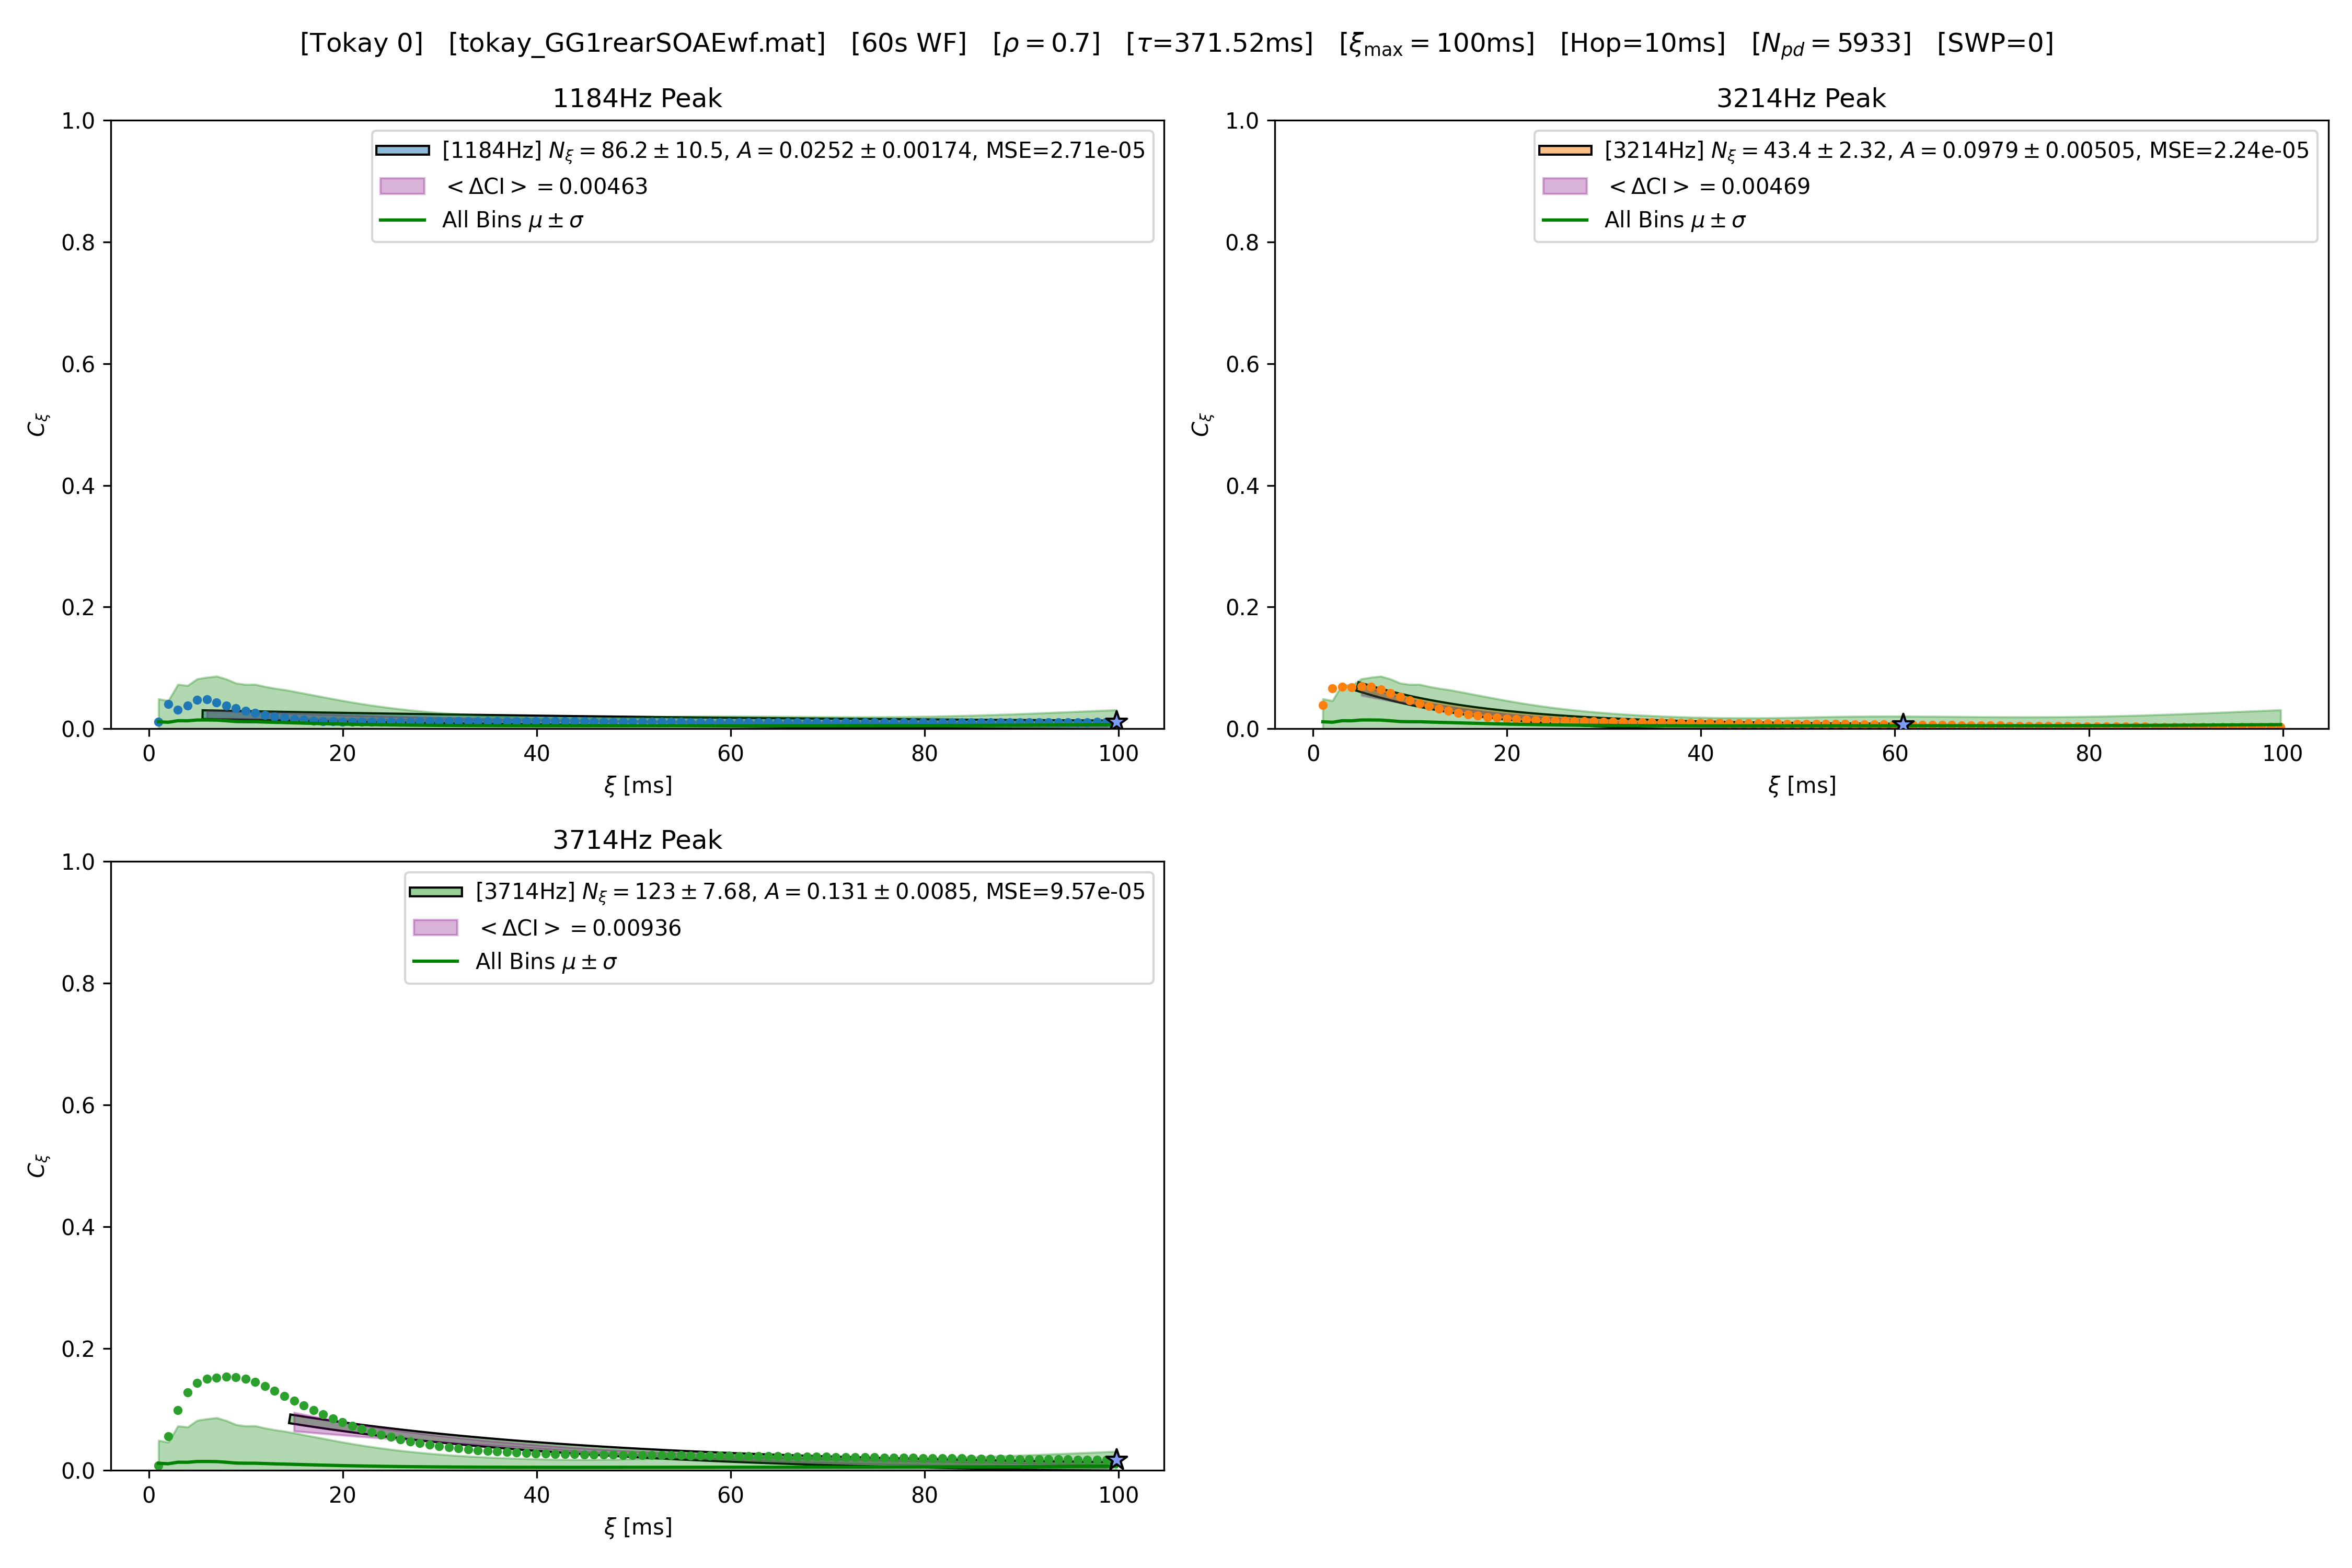 [Tokay 0] [tokay_GG1rearSOAEwf.mat] [60s WF] [ρ = 0.7] [τ=371.52ms] [ξmax = 100ms] [Hop=10ms] [Npd = 5933] [SWP=0]
1184Hz Peak
1.0
0.8
0.6
0.4
0.2
0.0
Cξ
[1184Hz] Nξ = 86.2 ± 10.5, A = 0.0252 ± 0.00174, MSE=2.71e-05
< ΔCI > = 0.00463
All Bins μ ± σ
0 20 40 60 80 100
ξ [ms]
3214Hz Peak
1.0
0.8
0.6
0.4
0.2
0.0
Cξ
[3214Hz] Nξ = 43.4 ± 2.32, A = 0.0979 ± 0.00505, MSE=2.24e-05
< ΔCI > = 0.00469
All Bins μ ± σ
0 20 40 60 80 100
ξ [ms]
3714Hz Peak
1.0
0.8
0.6
0.4
0.2
0.0
Cξ
[3714Hz] Nξ = 123 ± 7.68, A = 0.131 ± 0.0085, MSE=9.57e-05
< ΔCI > = 0.00936
All Bins μ ± σ
0 20 40 60 80 100
ξ [ms]